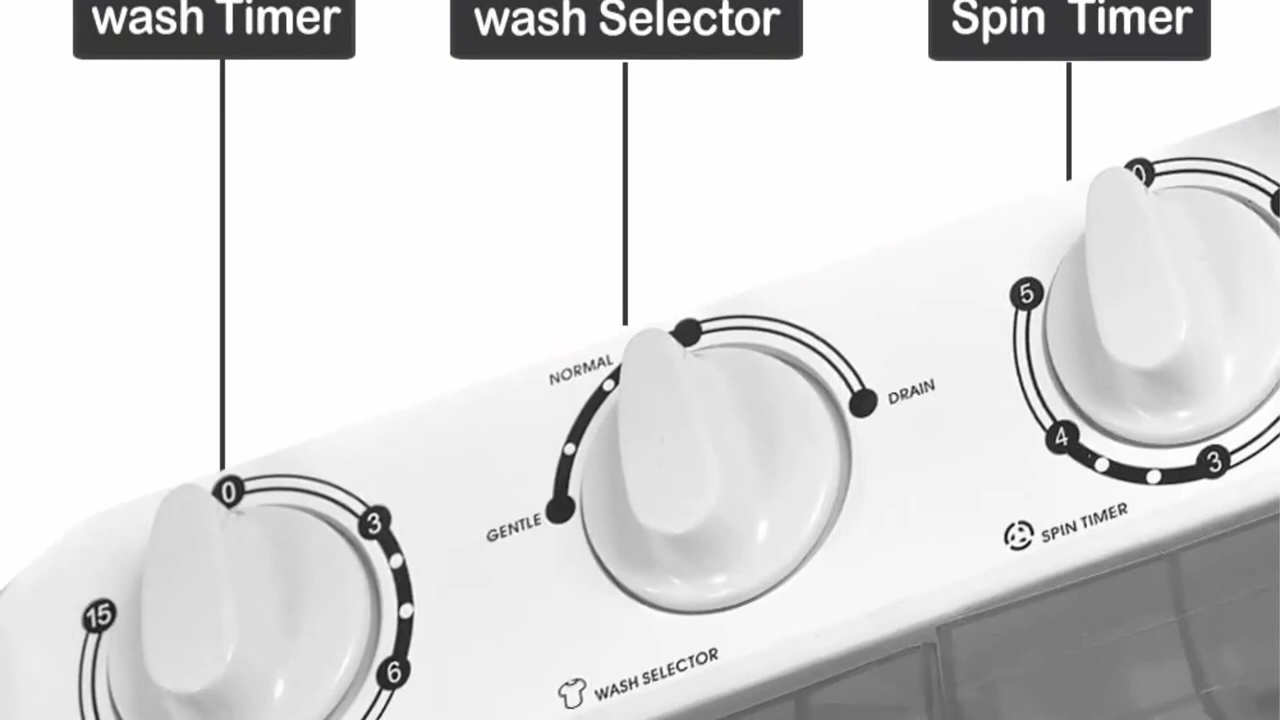 wash Timer
wash Selector
Spin Timer
0
5
NORMAL
DRAIN
4
3
GENTLE
0
3
SPIN TIMER
15
6
WASH SELECTOR